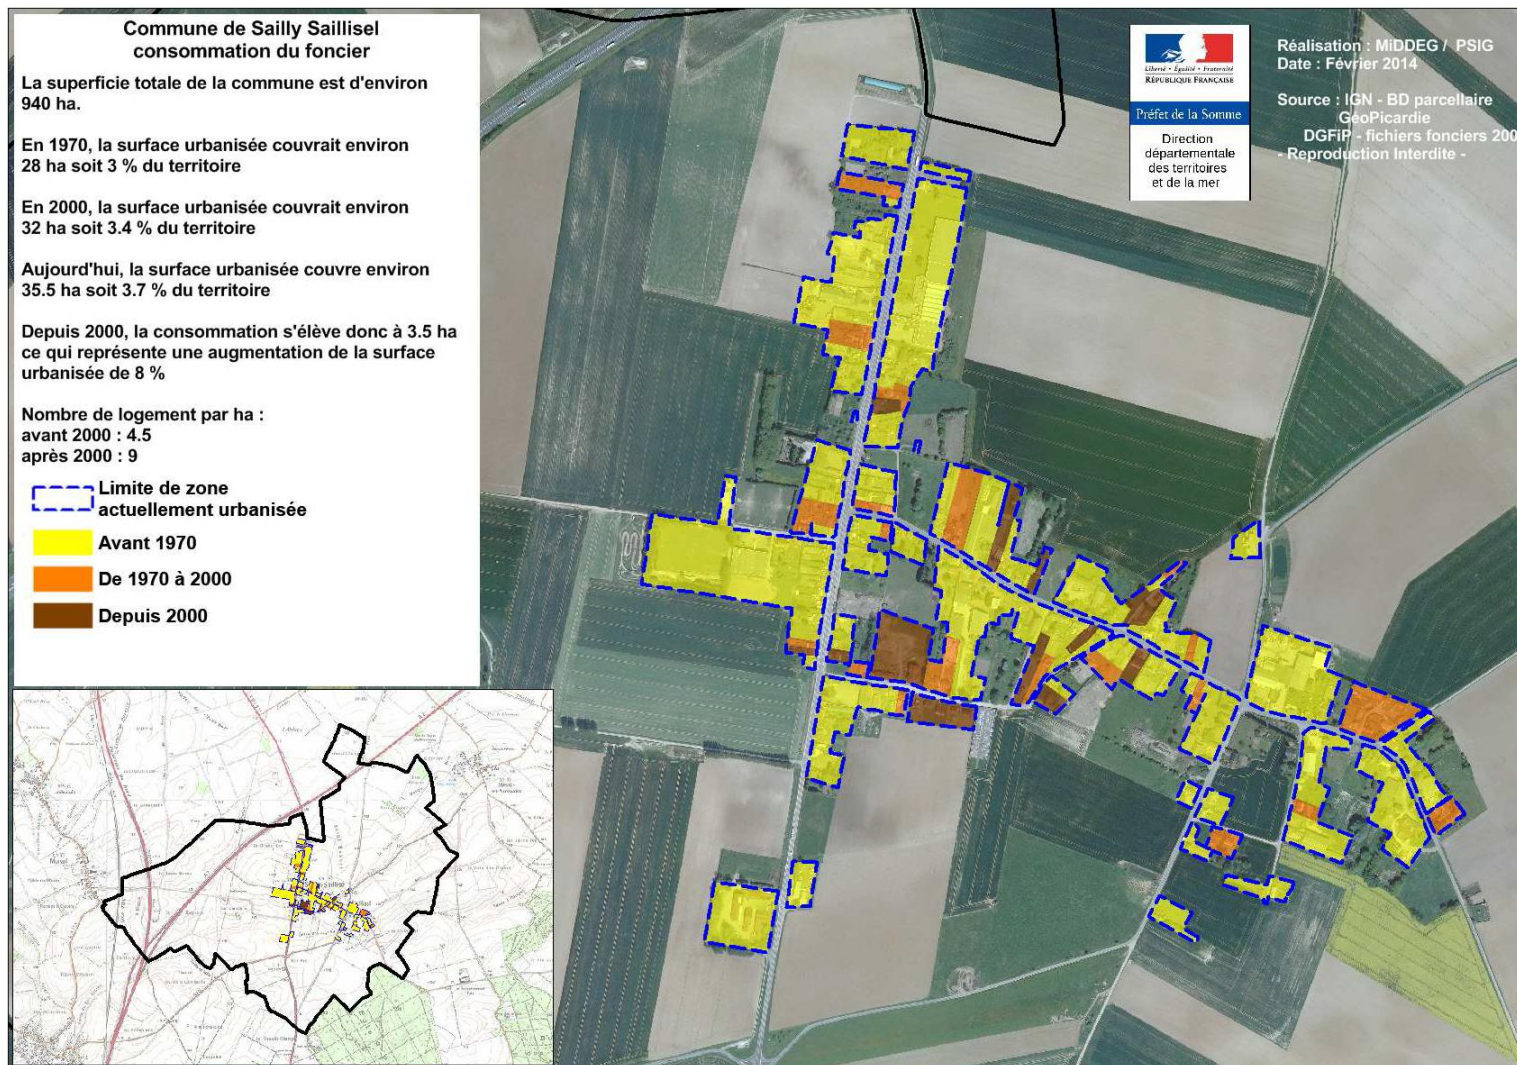 Commune de Sailly Saillisel
consommation du foncier
La superficie totale de la commune est d'environ
940 ha.
En 1970, la surface urbanisée couvrait environ
28 ha soit 3 % du territoire
En 2000, la surface urbanisée couvrait environ
32 ha soit 3.4 % du territoire
Aujourd'hui, la surface urbanisée couvre environ
35.5 ha soit 3.7 % du territoire
Depuis 2000, la consommation s'élève donc à 3.5 ha
ce qui représente une augmentation de la surface
urbanisée de 8 %
Nombre de logement par ha :
avant 2000 : 4.5
après 2000 : 9
Limite de zone
actuellement urbanisée
Avant 1970
De 1970 à 2000
Depuis 2000
Liberté • Égalité • Fraternité
RÉPUBLIQUE FRANÇAISE
Préfet de la Somme
Direction
départementale
des territoires
et de la mer
Réalisation : MiDDEG / PSIG
Date : Février 2014
Source : IGN - BD parcellaire
GeoPicardie
DGFiP - fichiers fonciers 200
- Reproduction Interdite -